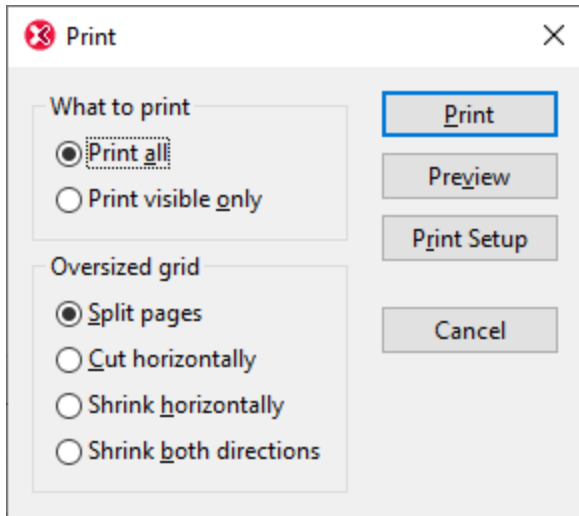 Print
What to print
Print all
Print visible only
Oversized grid
Split pages
Cut horizontally
Shrink horizontally
Shrink both directions
Print
Preview
Print Setup
Cancel